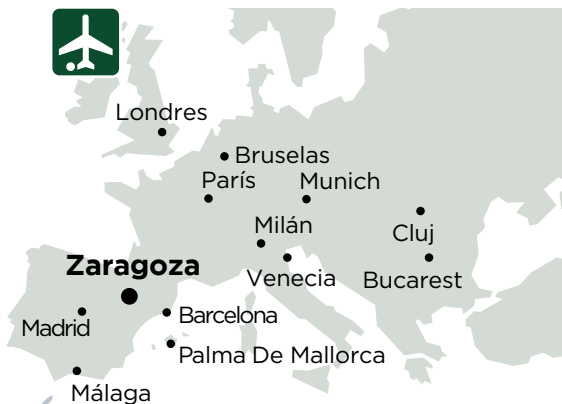 Londres
Bruselas
París
Munich
Milán
Cluj
Zaragoza
Venecia
Bucarest
Madrid
Barcelona
Palma De Mallorca
Málaga